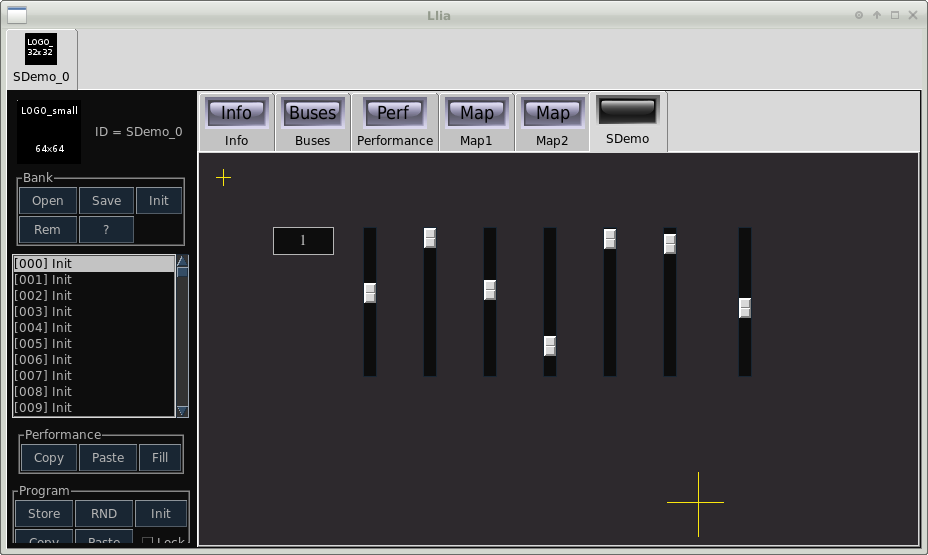 Llia
LOGO_
32x32
SDemo_0
LOGO_small
64x64
ID = SDemo_0
Bank
Open Save Init
Rem ?
[000] Init
[001] Init
[002] Init
[003] Init
[004] Init
[005] Init
[006] Init
[007] Init
[008] Init
[009] Init
Performance
Copy Paste Fill
Program
Store RND Init
Copy Paste Lock
Info Buses Perf Map Map
Info Buses Performance Map1 Map2 SDemo
1